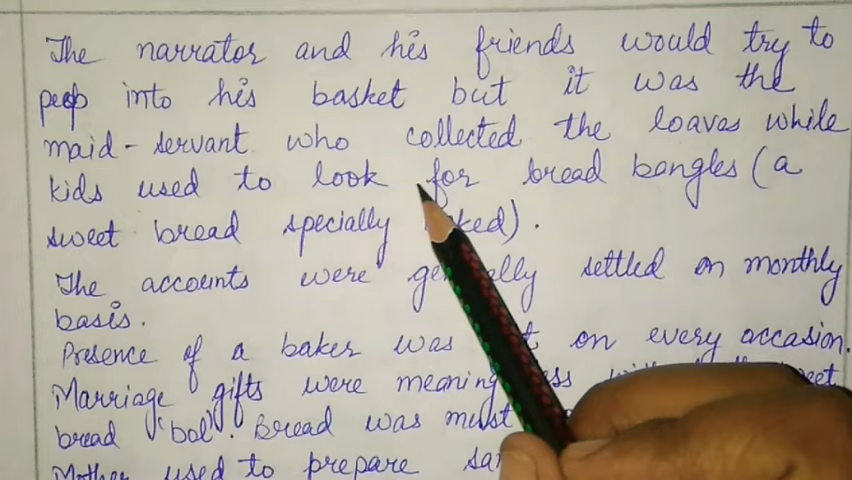 The narrator and his friends would try to
peep into his basket but it was the
maid-servant who collected the loaves while
kids used to look for bread bangles (a
sweet bread specially baked).
The accounts were generally settled on monthly
basis.
Presence of a baker was on every occasion.
Marriage gifts were meaningless
bread 'bol'. Bread was must
Mother used to prepare